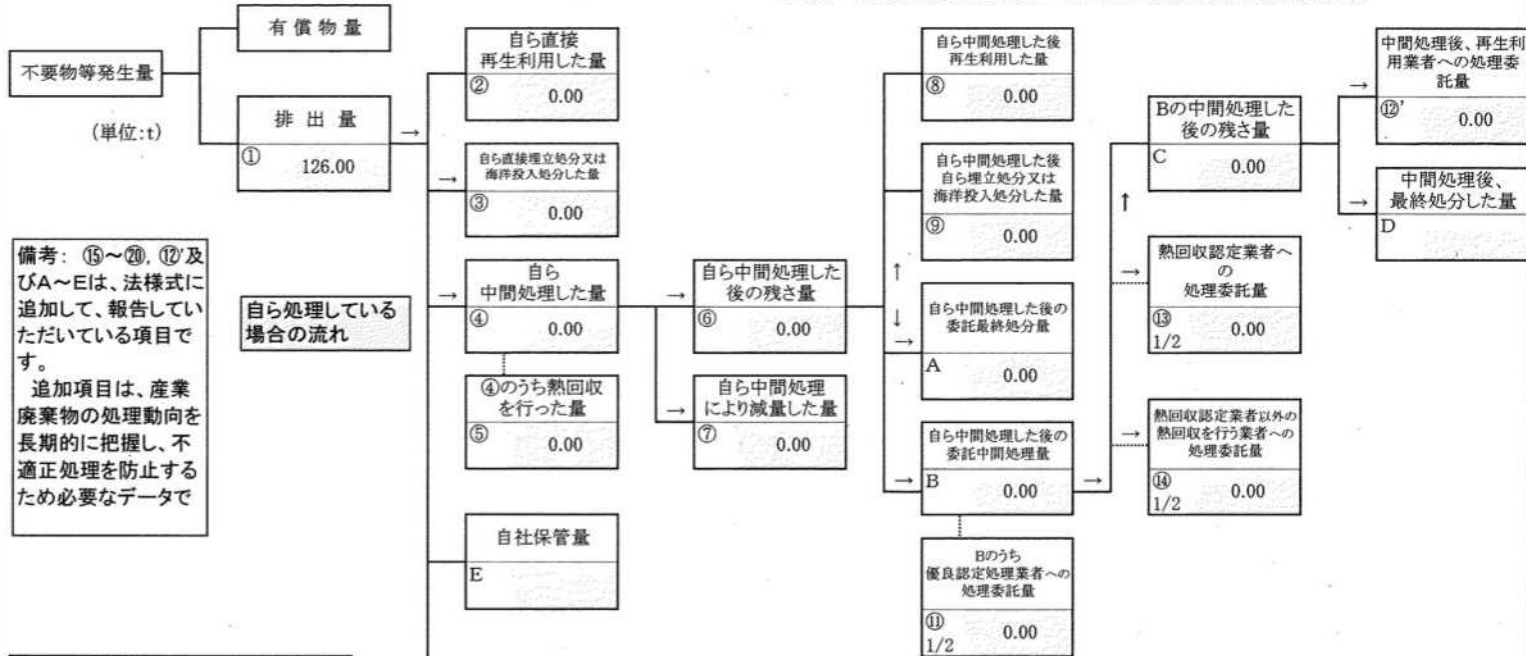 不要物等発生量
(単位:t)
有償物量
排出量
①
126.00
→
備考: ⑮~⑳, ⑫'及
びA~Eは、法様式に
追加して、報告してい
ただいている項目で
す。
追加項目は、産業
廃棄物の処理動向を
長期的に把握し、不
適正処理を防止する
ため必要なデータで
自ら処理している
場合の流れ
自ら直接
再生利用した量
②
0.00
→
自ら直接埋立処分又は
海洋投入処分した量
③
0.00
→
自ら
中間処理した量
④
0.00
④のうち熱回収
を行った量
⑤
0.00
自社保管量
E
→
自ら中間処理した
後の残さ量
⑥
0.00
→
自ら中間処理
により減量した量
⑦
0.00
自ら中間処理した後
再生利用した量
⑧
0.00
自ら中間処理した後
自ら埋立処分又は
海洋投入処分した量
⑨
0.00
↑
↓
→
自ら中間処理した後の
委託最終処分量
A
0.00
→
自ら中間処理した後の
委託中間処理量
B
0.00
→
Bのうち
優良認定処理業者への
処理委託量
⑪
1/2
0.00
Bの中間処理した
後の残さ量
C
0.00
↑
→
熱回収認定業者へ
の
処理委託量
⑬
1/2
0.00
→
熱回収認定業者以外の
熱回収を行う業者への
処理委託量
⑭
1/2
0.00
→
中間処理後、再生利
用業者への処理委
託量
⑫'
0.00
→
中間処理後、
最終処分した量
D